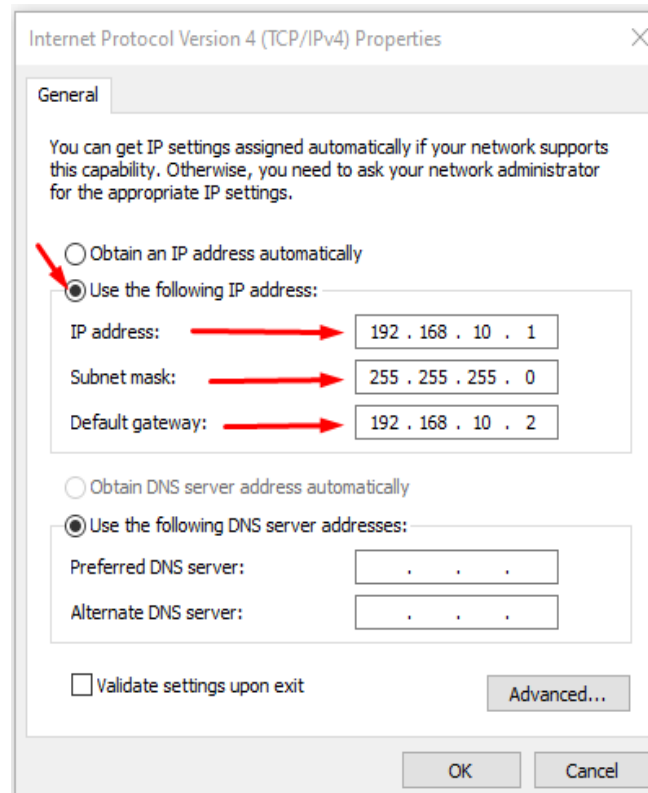 Internet Protocol Version 4 (TCP/IPv4) Properties
General
You can get IP settings assigned automatically if your network supports
this capability. Otherwise, you need to ask your network administrator
for the appropriate IP settings.
Obtain an IP address automatically
Use the following IP address:
IP address: 192 . 168 . 10 . 1
Subnet mask: 255 . 255 . 255 . 0
Default gateway: 192 . 168 . 10 . 2
Obtain DNS server address automatically
Use the following DNS server addresses:
Preferred DNS server: . . .
Alternate DNS server: . . .
Validate settings upon exit
Advanced...
OK Cancel